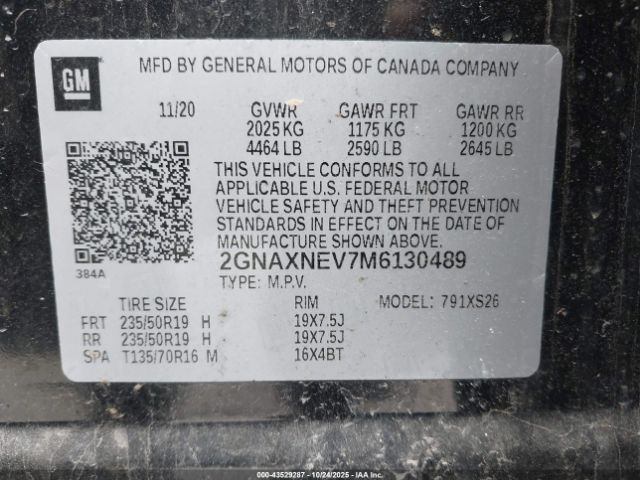 GM
MFD BY GENERAL MOTORS OF CANADA COMPANY
11/20 GVWR GAWR FRT GAWR RR
2025 KG 1175 KG 1200 KG
4464 LB 2590 LB 2645 LB
THIS VEHICLE CONFORMS TO ALL
APPLICABLE U.S. FEDERAL MOTOR
VEHICLE SAFETY AND THEFT PREVENTION
STANDARDS IN EFFECT ON THE DATE OF
MANUFACTURE SHOWN ABOVE.
384A 2GNAXNEV7M6130489
TYPE: M.P.V.
TIRE SIZE RIM MODEL: 791XS26
FRT 235/50R19 H 19X7.5J
RR 235/50R19 H 19X7.5J
SPA T135/70R16 M 16X4BT
© 43529287 - 10/24/2025 - IAAI.COM